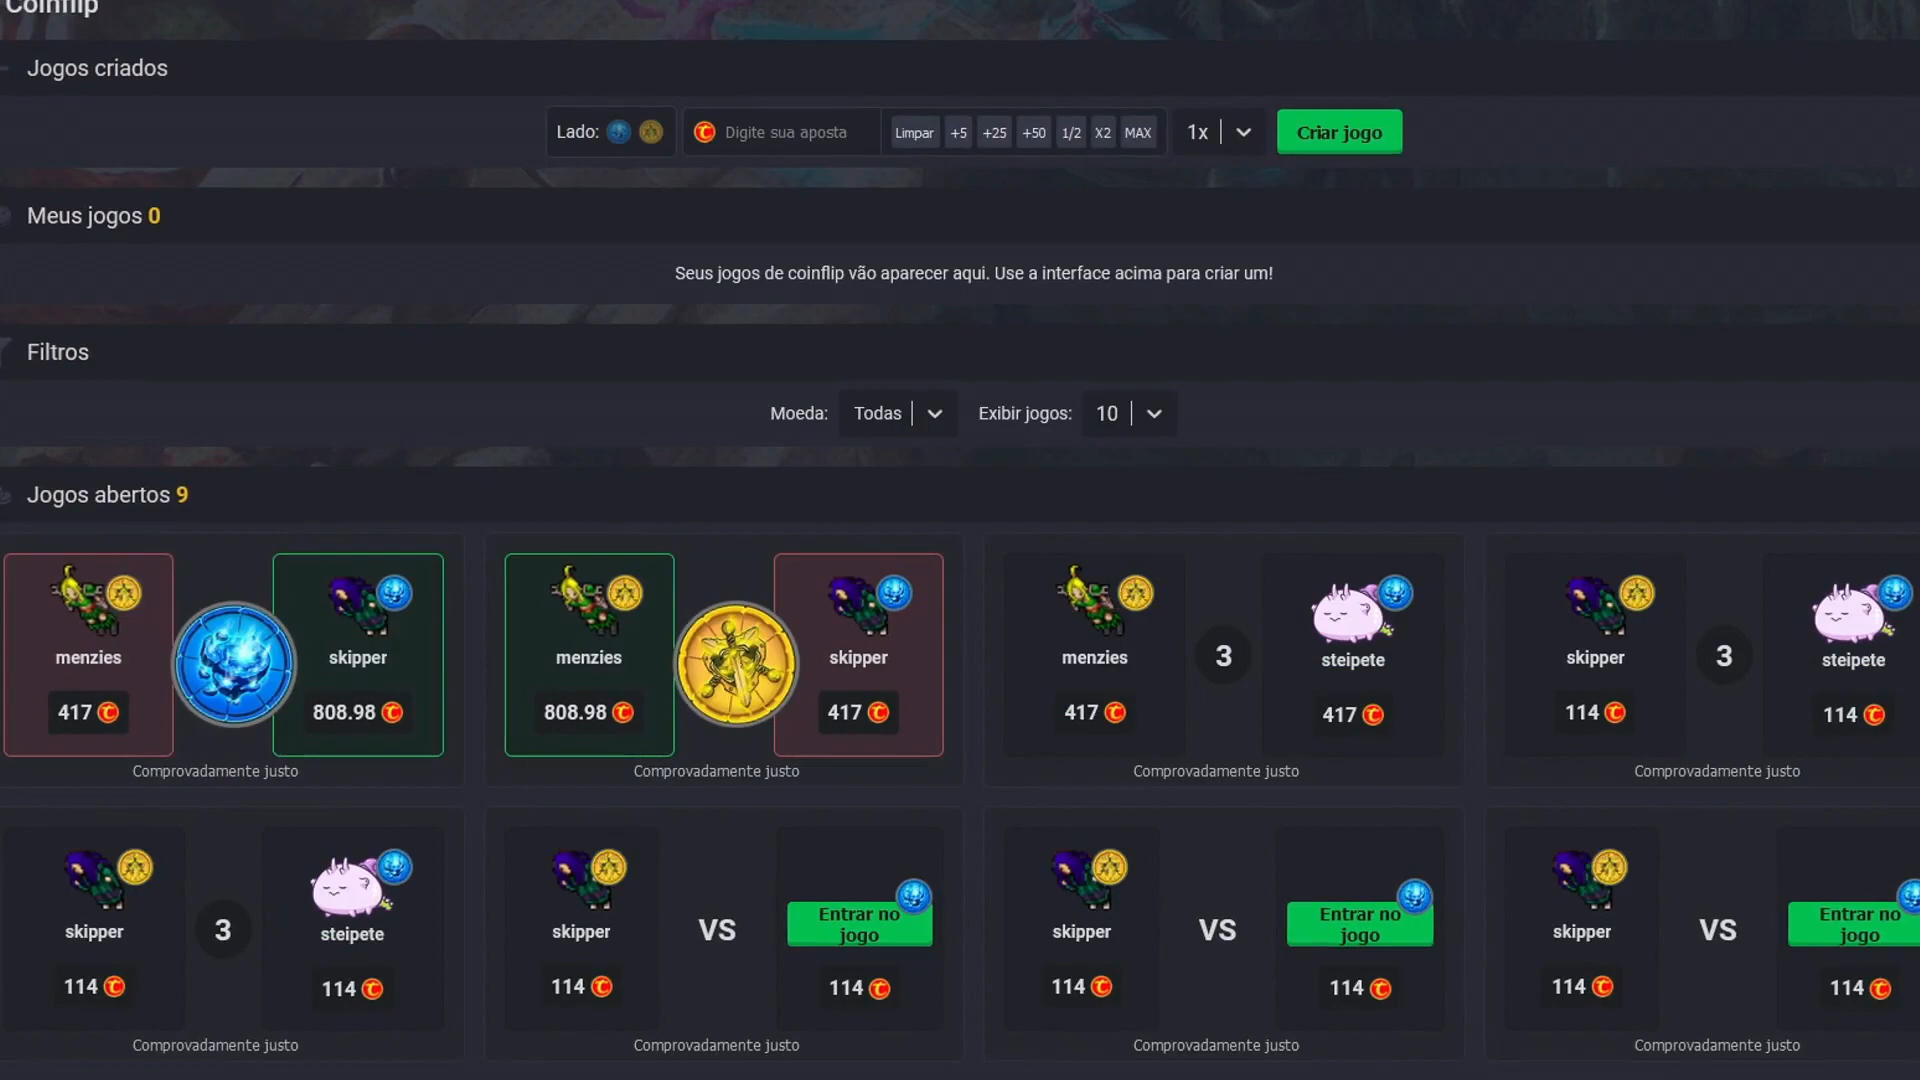 Coinflip
Jogos criados
Lado: Digite sua aposta Limpar +5 +25 +50 1/2 X2 MAX 1x Criar jogo
Meus jogos 0
Seus jogos de coinflip vão aparecer aqui. Use a interface acima para criar um!
Filtros
Moeda: Todas Exibir jogos: 10
Jogos abertos 9
menzies skipper
417 808.98
Comprovadamente justo
menzies skipper
808.98 417
Comprovadamente justo
menzies 3 steipete
417 417
Comprovadamente justo
skipper 3 steipete
114 114
Comprovadamente justo
skipper 3 steipete
114 114
Comprovadamente justo
skipper VS Entrar no
jogo
114 114
Comprovadamente justo
skipper VS Entrar no
jogo
114 114
Comprovadamente justo
skipper VS Entrar no
jogo
114 114
Comprovadamente justo